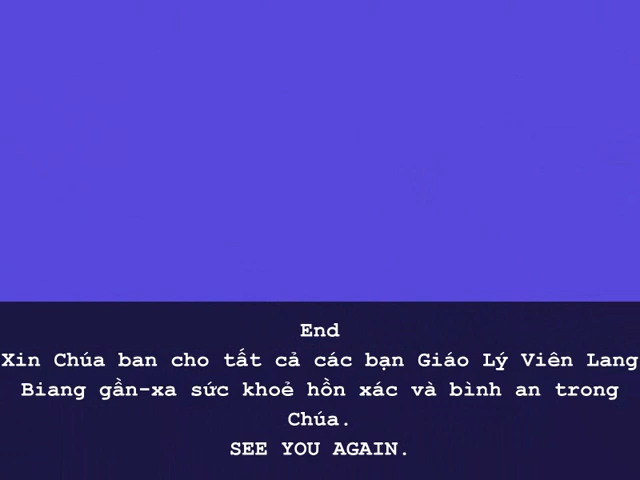 End
Xin Chúa ban cho tất cả các bạn Giáo Lý Viên Lang
Biang gần-xa sức khoẻ hồn xác và bình an trong
Chúa.
SEE YOU AGAIN.